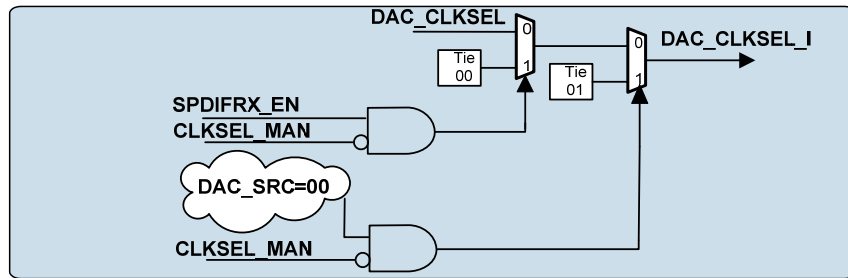 DAC_CLKSEL
0
Tie
00
1
0
DAC_CLKSEL_I
Tie
01
1
SPDIFRX_EN
CLKSEL_MAN
DAC_SRC=00
CLKSEL_MAN